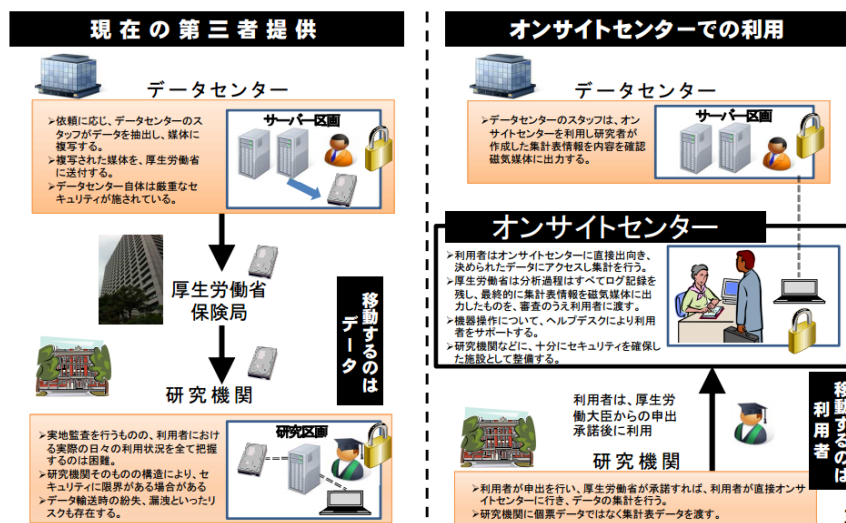 現在の第三者提供
データセンター
➢依頼に応じ、データセンターのス
タッフがデータを抽出し、媒体に
複写する。
➢複写された媒体を、厚生労働省
に送付する。
➢データセンター自体は厳重なセ
キュリティが施されている。
サーバー区画
厚生労働省
保険局
移動するのは
データ
研究機関
➢実地監査を行うものの、利用者における
実際の日々の利用状況を全て把握
するのは困難。
➢研究機関そのものの構造により、セ
キュリティに限界がある場合がある
➢データ輸送時の紛失、漏洩といったリ
スクも存在する。
研究区画
オンサイトセンターでの利用
データセンター
➢データセンターのスタッフは、オン
サイトセンターを利用し研究者が
作成した集計表情報を内容を確認
磁気媒体に出力する。
サーバー区画
オンサイトセンター
➢利用者はオンサイトセンターに直接出向き、
決められたデータにアクセスし集計を行う。
➢厚生労働省は分析過程はすべてログ記録を
残し、最終的に集計表情報を磁気媒体に出
力したものを、審査のうえ利用者に渡す。
➢機器操作について、ヘルプデスクにより利用
者をサポートする。
➢研究機関などに、十分にセキュリティを確保し
た施設として整備する。
利用者は、厚生労
働大臣からの申出
承諾後に利用
移動するのは
利用者
研究機関
➢利用者が申出を行い、厚生労働省が承諾すれば、利用者が直接オンサ
イトセンターに行き、データの集計を行う。
➢研究機関に個票データではなく集計表データを渡す。